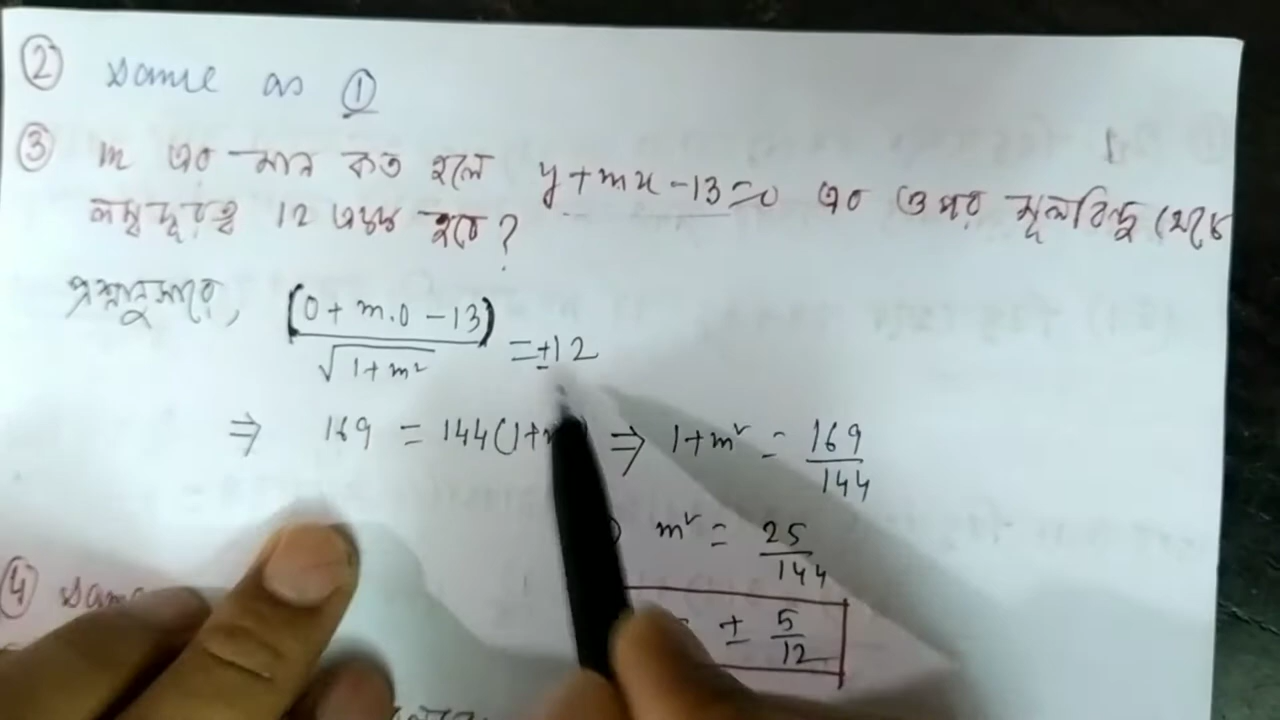 ② Same as ①
③ m এর মান কত হলে y+mx-13=0 এর ওপর মূলবিন্দু থেকে
লম্বদূরত্ব 12 একক হবে?
প্রশ্নানুসারে, (0 + m.0 - 13) / √(1+m²) = ±12
⇒ 169 = 144(1+m ⇒ 1+m² = 169/144
m² = 25/144
④ Same
± 5/12